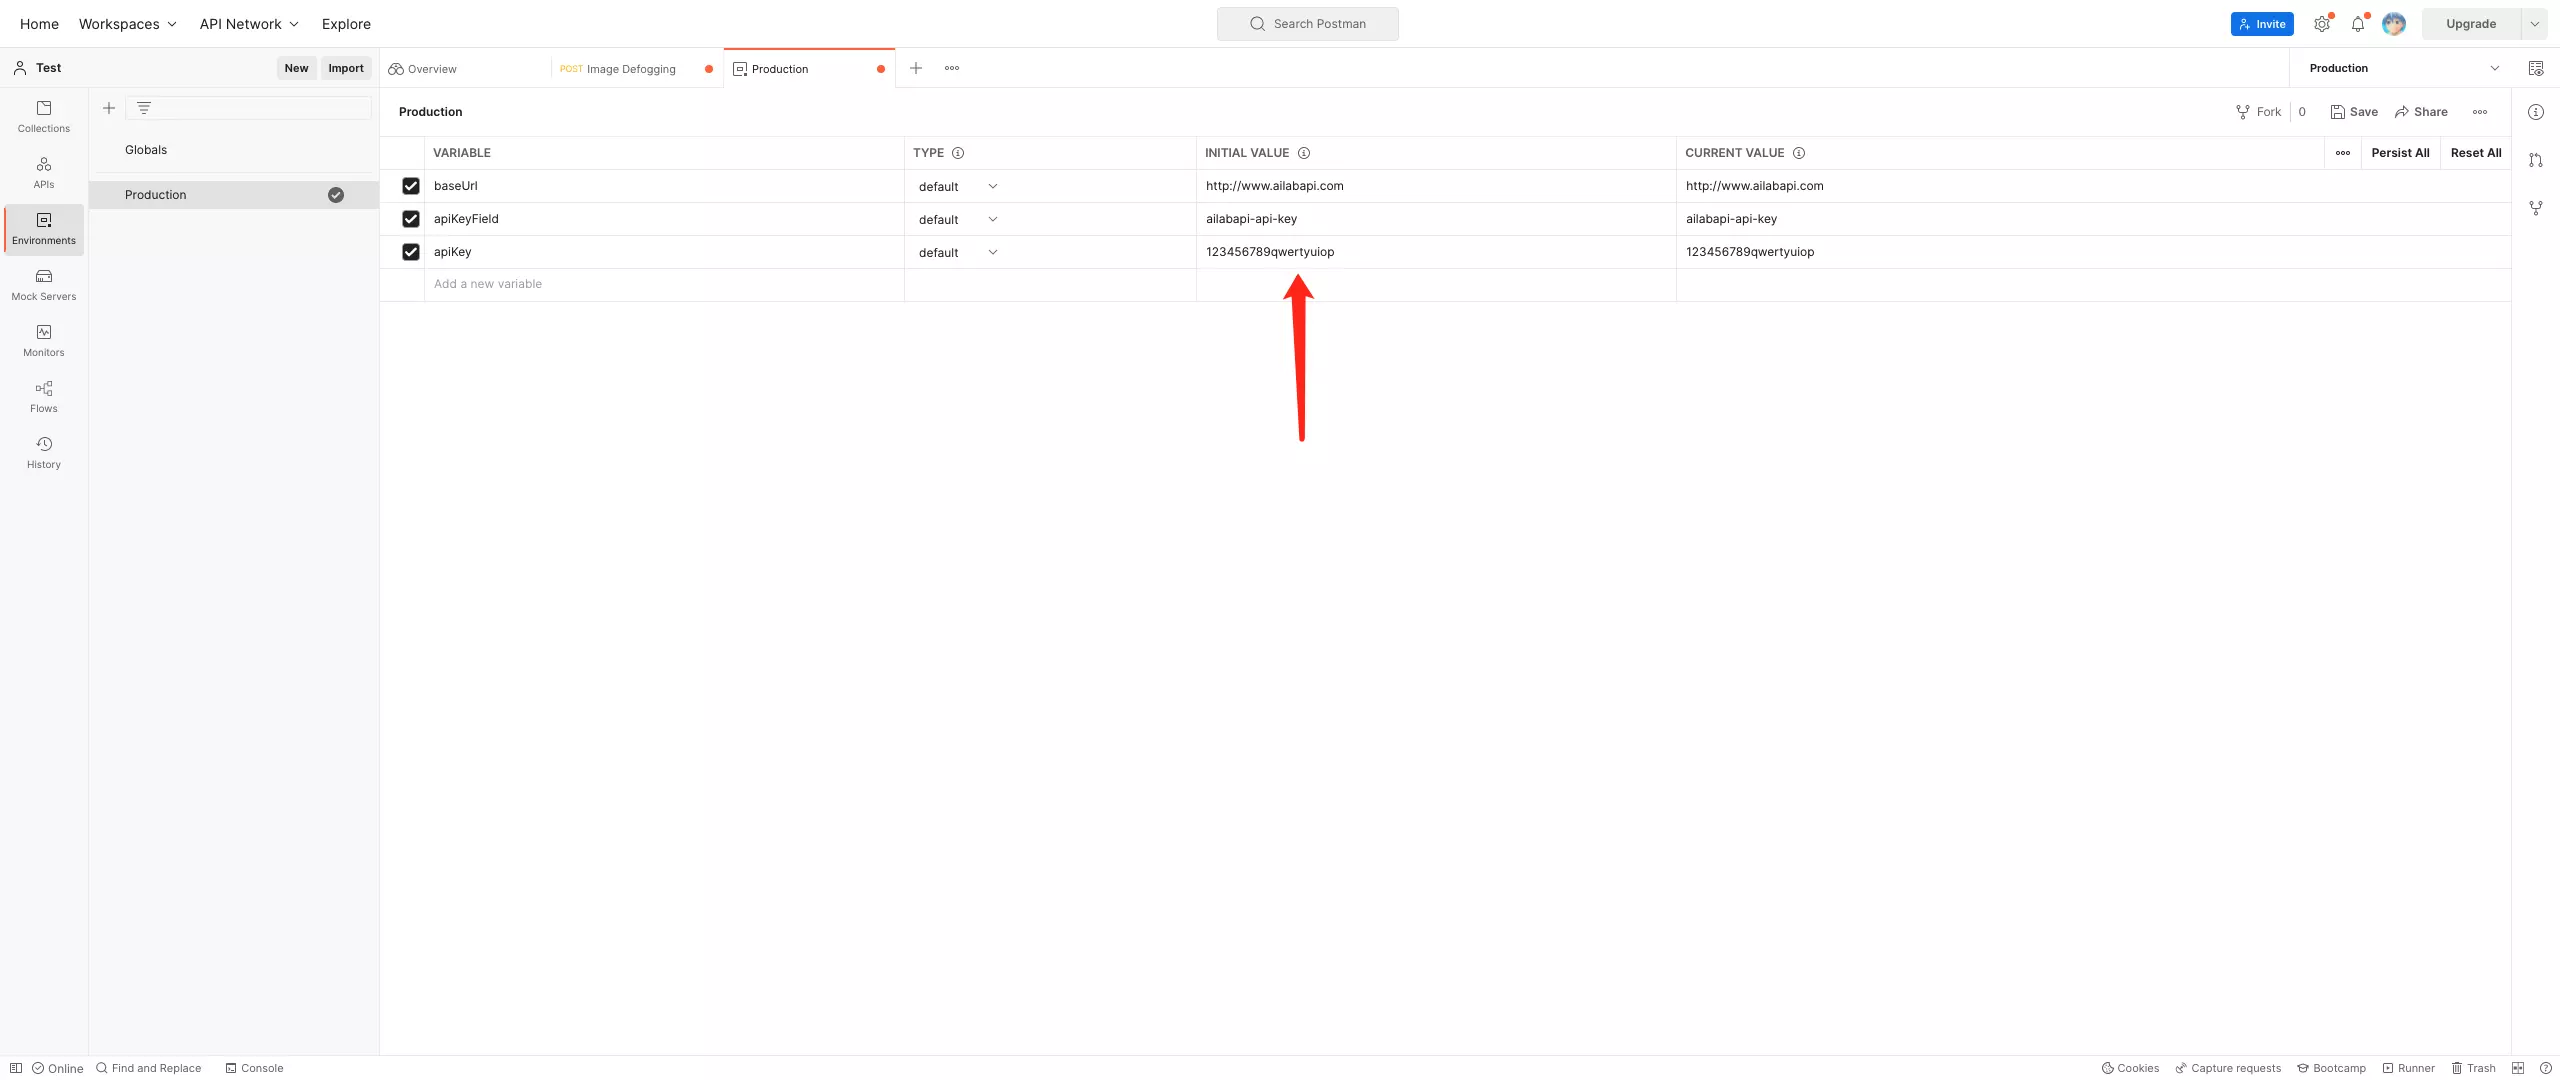 Home Workspaces API Network Explore Search Postman Invite Upgrade
Test New Import Overview POST Image Defogging Production Production
Collections
APIs
Environments
Mock Servers
Monitors
Flows
History
Globals
Production
Production Fork 0 Save Share
VARIABLE TYPE INITIAL VALUE CURRENT VALUE Persist All Reset All
baseUrl default http://www.ailabapi.com http://www.ailabapi.com
apiKeyField default ailabapi-api-key ailabapi-api-key
apiKey default 123456789qwertyuiop 123456789qwertyuiop
Add a new variable
Online Find and Replace Console Cookies Capture requests Bootcamp Runner Trash